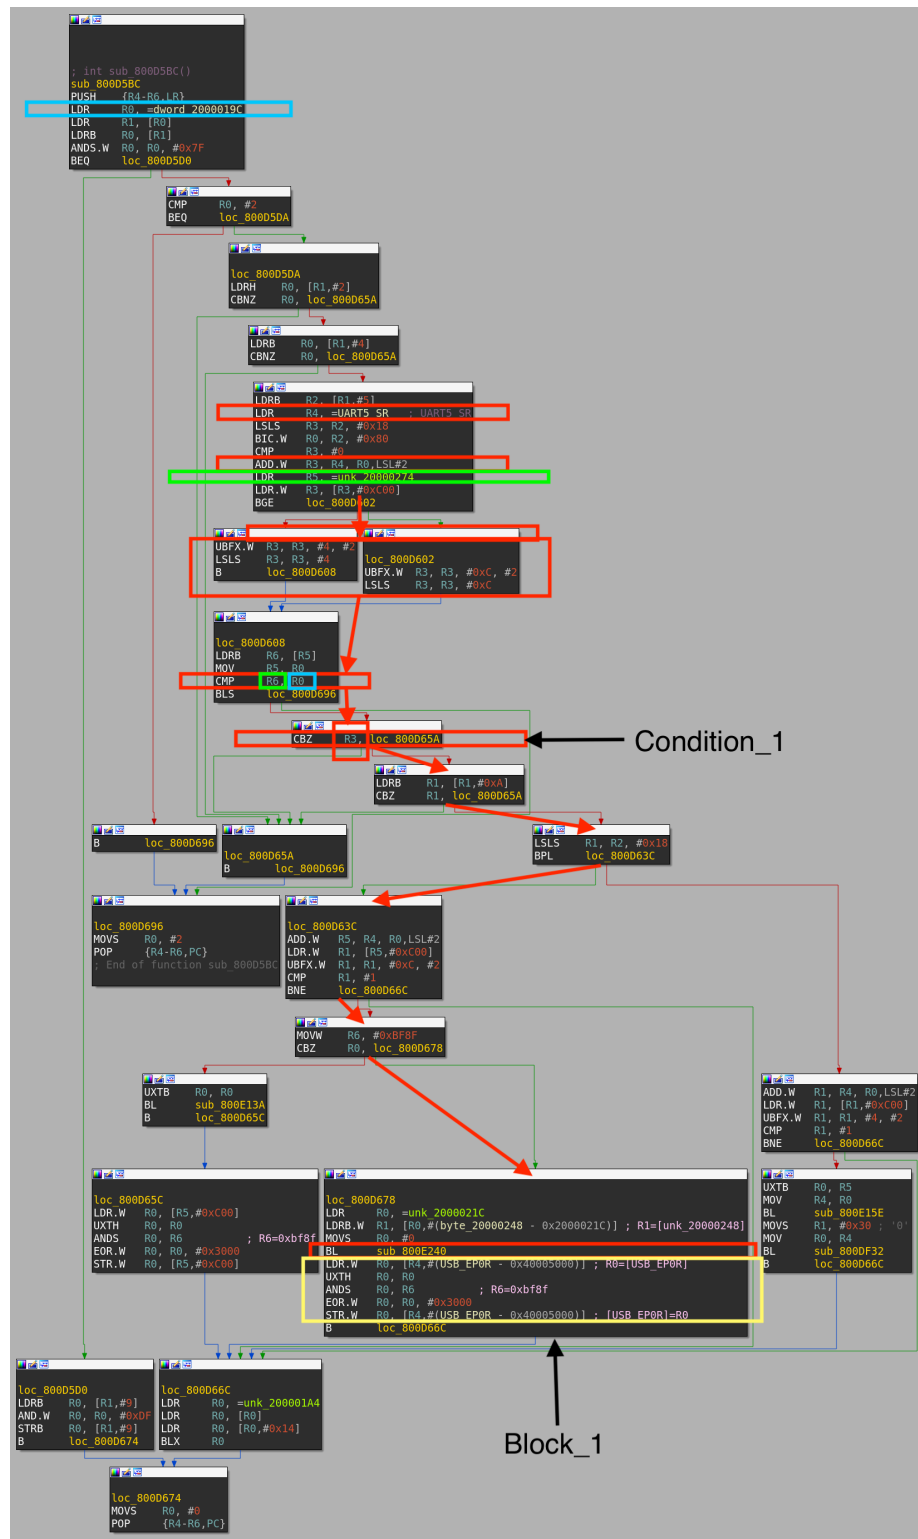 ; int sub_800D5BC()
sub_800D5BC
PUSH {R4-R6,LR}
LDR R0, =dword_2000019C
LDR R1, [R0]
LDRB R0, [R1]
ANDS.W R0, R0, #0x7F
BEQ loc_800D5D0
CMP R0, #2
BEQ loc_800D5DA
loc_800D5DA
LDRH R0, [R1,#2]
CBNZ R0, loc_800D65A
LDRB R0, [R1,#4]
CBNZ R0, loc_800D65A
LDRB R2, [R1,#5]
LDR R4, =UART5_SR ; UART5_SR
LSLS R3, R2, #0x18
BIC.W R0, R2, #0x80
CMP R3, #0
ADD.W R3, R4, R0,LSL#2
LDR R5, =unk_20000274
LDR.W R3, [R3,#0xC00]
BGE loc_800D602
UBFX.W R3, R3, #4, #2
LSLS R3, R3, #4
B loc_800D608
loc_800D602
UBFX.W R3, R3, #0xC, #2
LSLS R3, R3, #0xC
loc_800D608
LDRB R6, [R5]
MOV R5, R0
CMP R6, R0
BLS loc_800D696
CBZ R3, loc_800D65A
Condition_1
LDRB R1, [R1,#0xA]
CBZ R1, loc_800D65A
B loc_800D696
loc_800D65A
B loc_800D696
LSLS R1, R2, #0x18
BPL loc_800D63C
loc_800D696
MOVS R0, #2
POP {R4-R6,PC}
; End of function sub_800D5BC
loc_800D63C
ADD.W R5, R4, R0,LSL#2
LDR.W R1, [R5,#0xC00]
UBFX.W R1, R1, #0xC, #2
CMP R1, #1
BNE loc_800D66C
MOVW R6, #0xBF8F
CBZ R0, loc_800D678
UXTB R0, R0
BL sub_800E13A
B loc_800D65C
ADD.W R1, R4, R0,LSL#2
LDR.W R1, [R1,#0xC00]
UBFX.W R1, R1, #4, #2
CMP R1, #1
BNE loc_800D66C
loc_800D65C
LDR.W R0, [R5,#0xC00]
UXTH R0, R0
ANDS R0, R6 ; R6=0xbf8f
EOR.W R0, R0, #0x3000
STR.W R0, [R5,#0xC00]
loc_800D678
LDR R0, =unk_2000021C
LDRB.W R1, [R0,#(byte_20000248 - 0x2000021C)] ; R1=[unk_20000248]
MOVS R0, #0
BL sub_800E240
LDR.W R0, [R4,#(USB_EP0R - 0x40005000)] ; R0=[USB_EP0R]
UXTH R0, R0
ANDS R0, R6 ; R6=0xbf8f
EOR.W R0, R0, #0x3000
STR.W R0, [R4,#(USB_EP0R - 0x40005000)] ; [USB_EP0R]=R0
B loc_800D66C
UXTB R0, R5
MOV R4, R0
BL sub_800E15E
MOVS R1, #0x30 ; '0'
MOV R0, R4
BL sub_800DF32
B loc_800D66C
loc_800D5D0
LDRB R0, [R1,#9]
AND.W R0, R0, #0xDF
STRB R0, [R1,#9]
B loc_800D674
loc_800D66C
LDR R0, =unk_200001A4
LDR R0, [R0]
LDR R0, [R0,#0x14]
BLX R0
Block_1
loc_800D674
MOVS R0, #0
POP {R4-R6,PC}